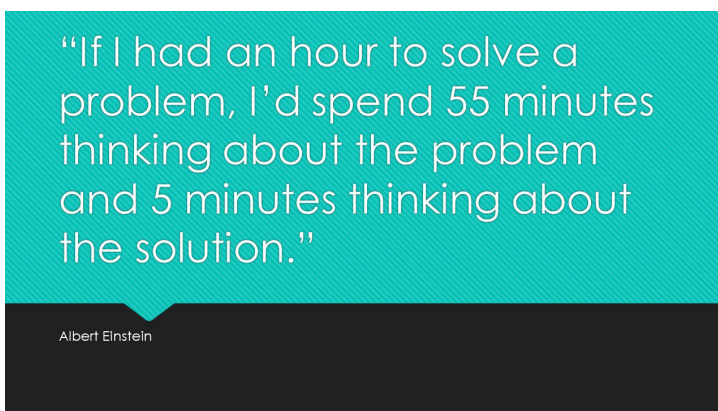 “If I had an hour to solve a
problem, I’d spend 55 minutes
thinking about the problem
and 5 minutes thinking about
the solution.”
Albert Einstein